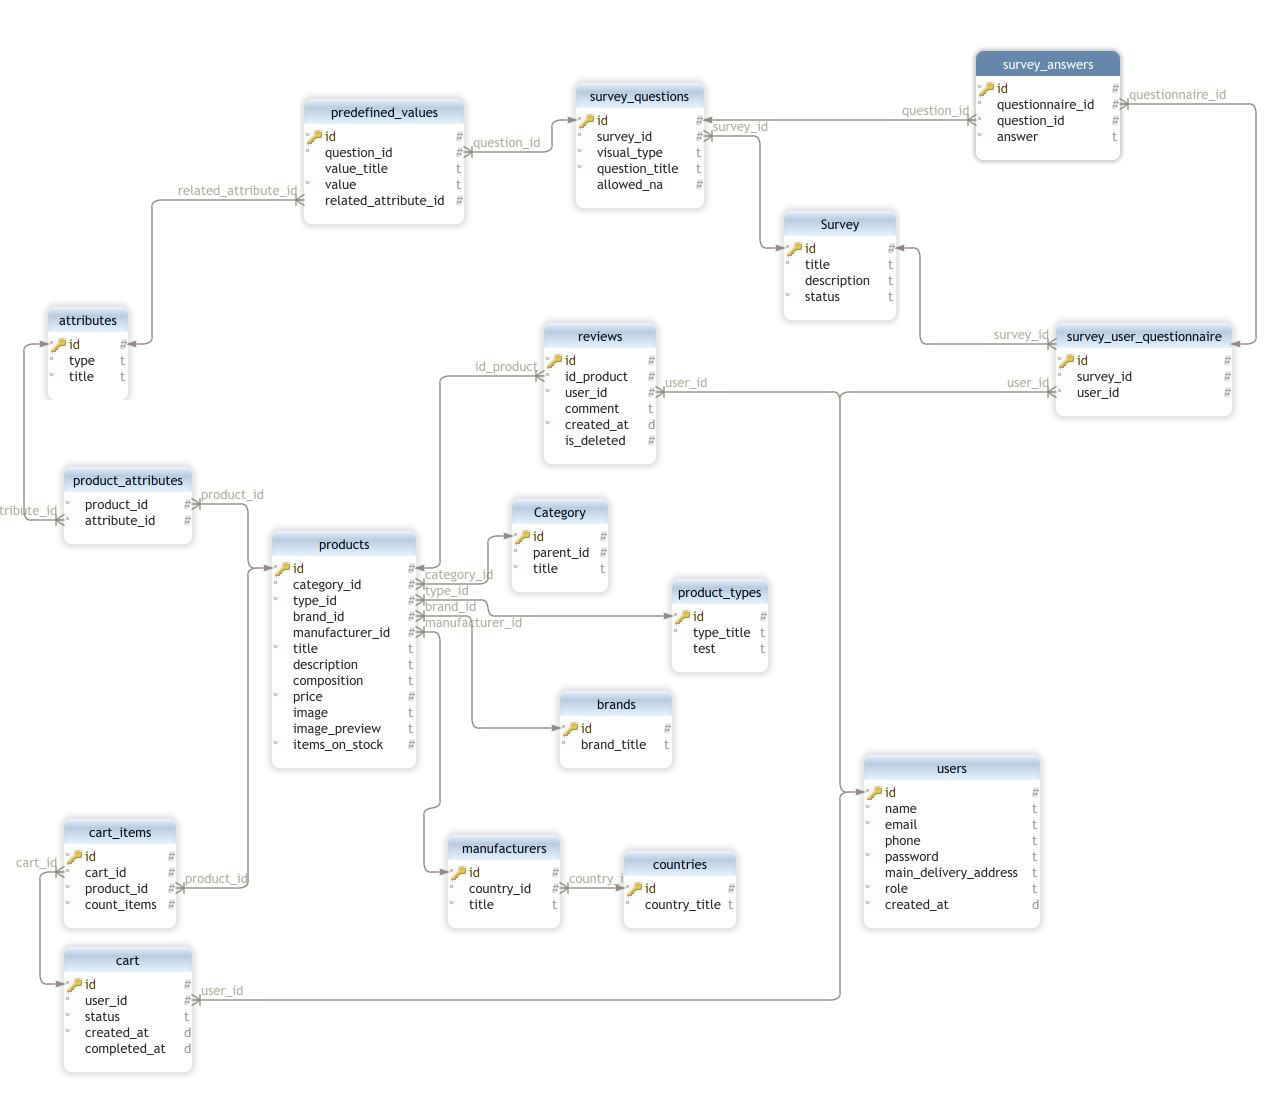 survey_answers
id #
questionnaire_id #
question_id #
answer t
questionnaire_id
question_id
survey_questions
id #
survey_id #
visual_type t
question_title t
allowed_na #
survey_id
predefined_values
id #
question_id #
value_title t
value t
related_attribute_id #
question_id
related_attribute_id
Survey
id #
title t
description t
status t
attributes
id #
type t
title t
reviews
id #
id_product #
user_id #
comment t
created_at d
is_deleted #
id_product
user_id
survey_user_questionnaire
id #
survey_id #
user_id #
survey_id
user_id
product_attributes
product_id #
attribute_id #
product_id
tribute_id
Category
id #
parent_id #
title t
products
id #
category_id #
type_id #
brand_id #
manufacturer_id #
title t
description t
composition t
price #
image t
image_preview t
items_on_stock #
category_id
type_id
brand_id
manufacturer_id
product_types
id #
type_title t
test t
brands
id #
brand_title t
users
id #
name t
email t
phone t
password t
main_delivery_address t
role t
created_at d
cart_items
id #
cart_id #
product_id #
count_items #
cart_id
product_id
manufacturers
id #
country_id #
title t
country_i
countries
id #
country_title t
cart
id #
user_id #
status t
created_at d
completed_at d
user_id